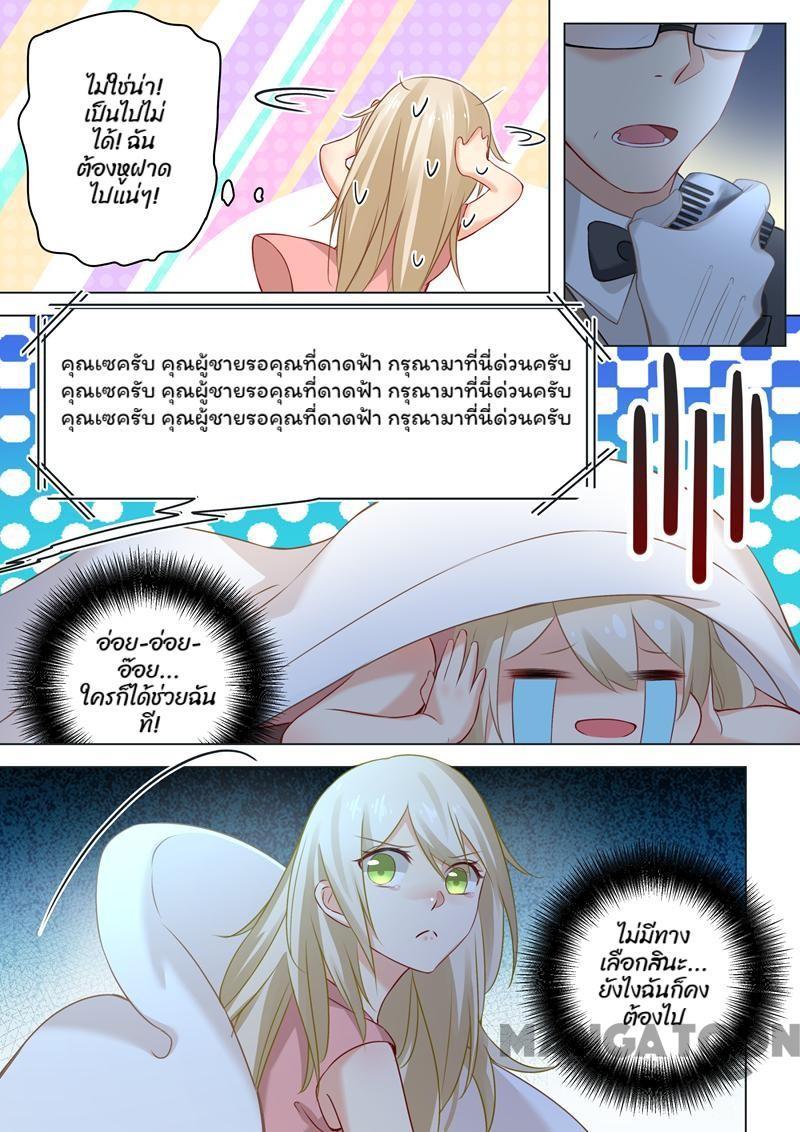 ไม่ใช่น่า!
เป็นไปไม่
ได้! ฉัน
ต้องหูฝาด
ไปแน่ๆ!
คุณเซครับ คุณผู้ชายรอคุณที่ดาดฟ้า กรุณามาที่นี่ด่วนครับ
คุณเซครับ คุณผู้ชายรอคุณที่ดาดฟ้า กรุณามาที่นี่ด่วนครับ
คุณเซครับ คุณผู้ชายรอคุณที่ดาดฟ้า กรุณามาที่นี่ด่วนครับ
อ่อย-อ่อย-
อ๊อย...
ใครก็ได้ช่วยฉัน
ที!
ไม่มีทาง
เลือกสินะ...
ยังไงฉันก็คง
ต้องไป
MANGATOON